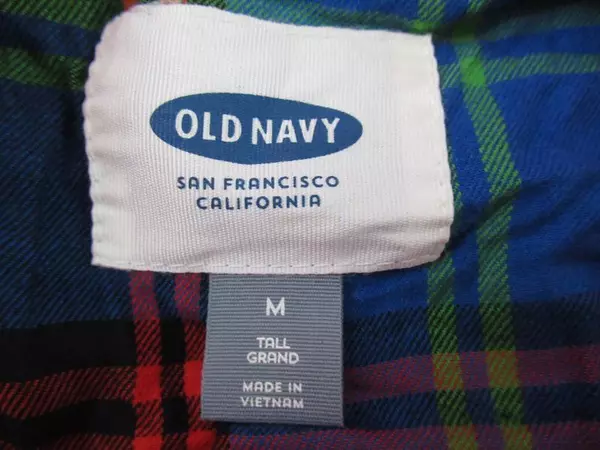 OLD NAVY
SAN FRANCISCO
CALIFORNIA
M
TALL
GRAND
MADE IN
VIETNAM